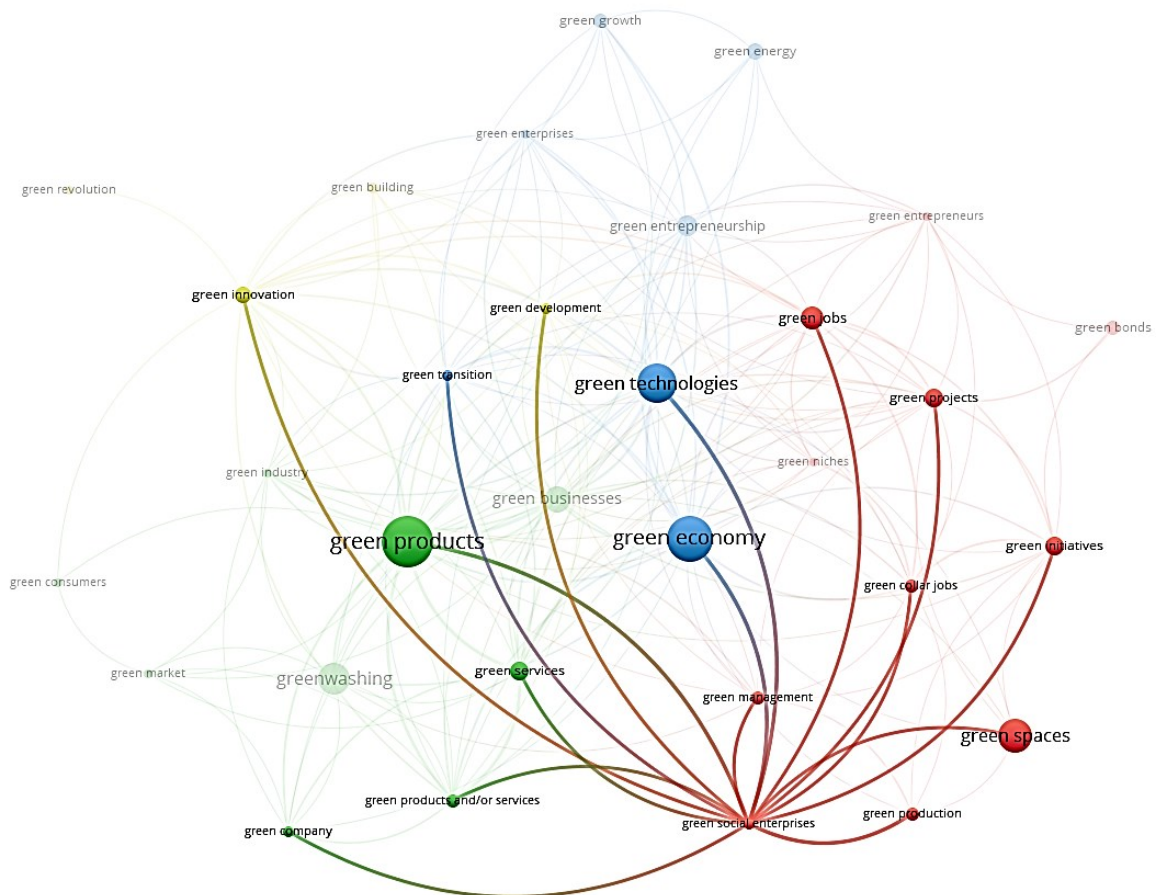 green growth
green energy
green enterprises
green revolution
green building
green entrepreneurs
green entrepreneurship
green innovation
green development
green jobs
green bonds
green transition
green technologies
green projects
green niches
green industry
green businesses
green products
green economy
green initiatives
green consumers
green collar jobs
green market
greenwashing
green services
green management
green spaces
green products and/or services
green company
green social enterprises
green production